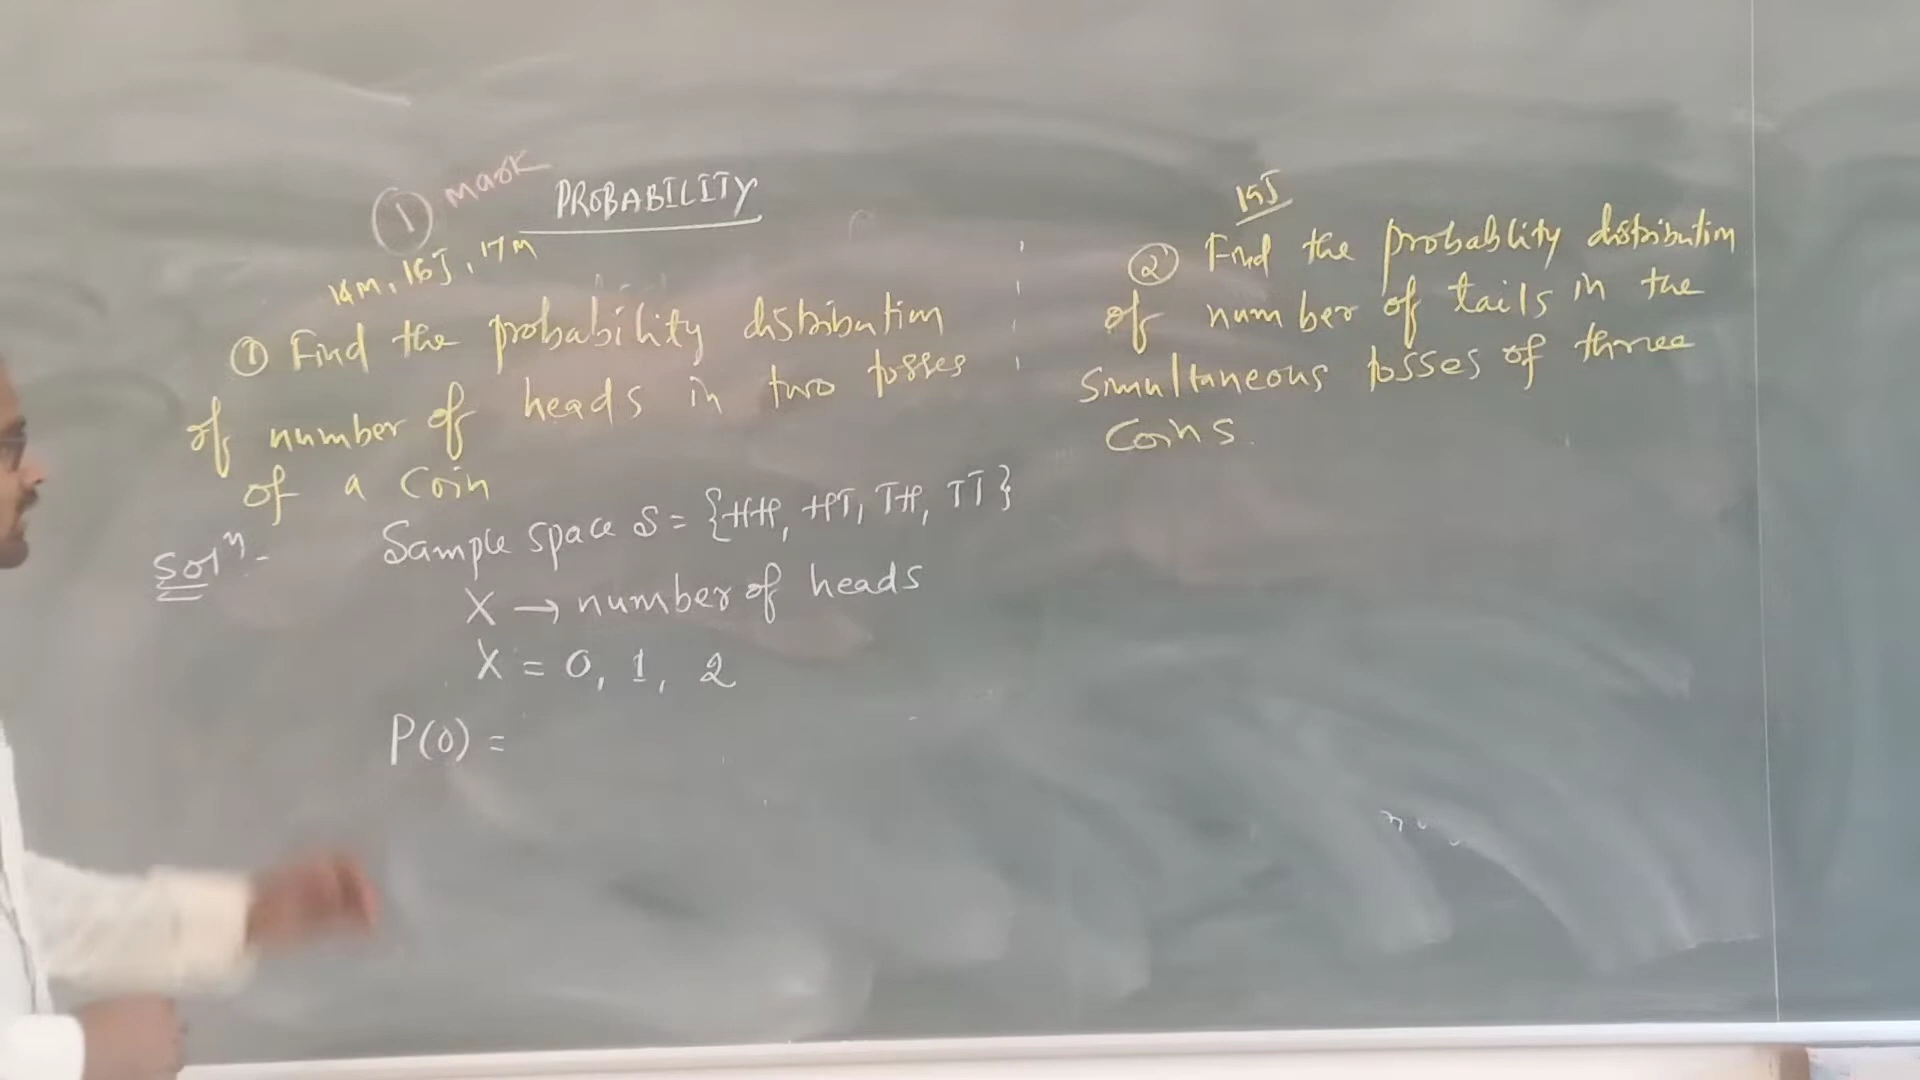 ① mark
PROBABILITY
14M, 16J, 17M
① Find the probability distribution
of number of heads in two tosses
of a Coin
Solⁿ- Sample space S = {HH, HT, TH, TT}
X → number of heads
X = 0, 1, 2
P(0) =
15J
② Find the probablity distribution
of number of tails in the
Simultaneous tosses of three
Coins.